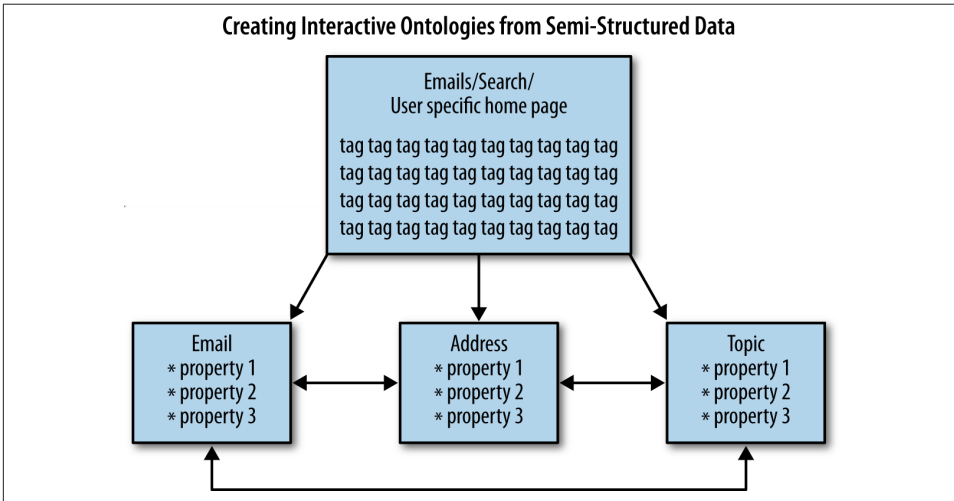 Creating Interactive Ontologies from Semi-Structured Data
Emails/Search/
User specific home page
tag tag tag tag tag tag tag tag tag tag
tag tag tag tag tag tag tag tag tag tag
tag tag tag tag tag tag tag tag tag tag
tag tag tag tag tag tag tag tag tag tag
Email
* property 1
* property 2
* property 3
Address
* property 1
* property 2
* property 3
Topic
* property 1
* property 2
* property 3